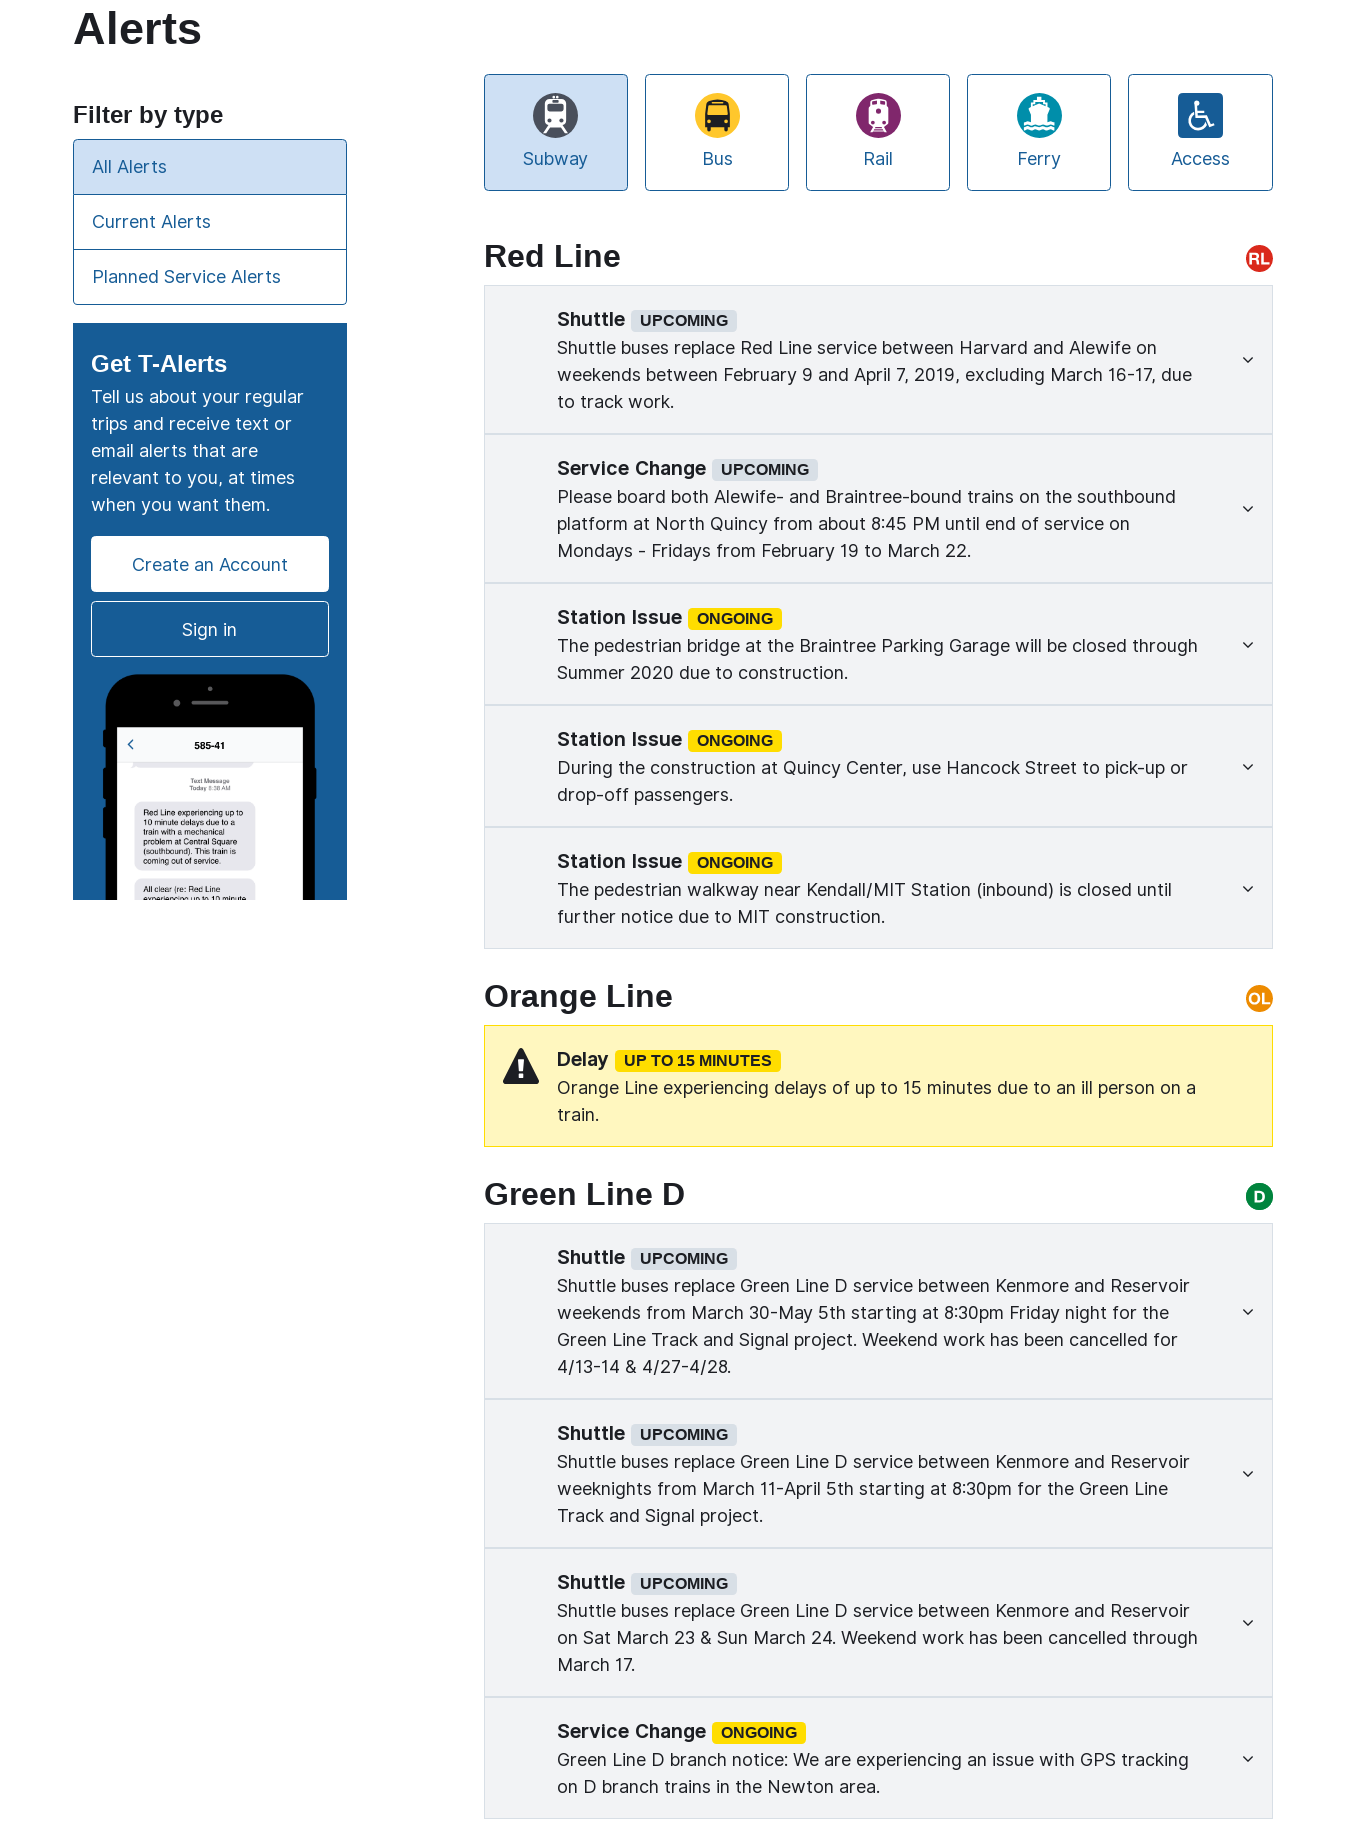 Alerts
Filter by type
All Alerts
Current Alerts
Planned Service Alerts
Get T-Alerts
Tell us about your regular
trips and receive text or
email alerts that are
relevant to you, at times
when you want them.
Create an Account
Sign in
585-41
Text Message
Today 8:38 AM
Red Line experiencing up to
10 minute delays due to a
train with a mechanical
problem at Central Square
(southbound). This train is
coming out of service.
All clear (re: Red Line
experiencing up to 10 minute
Subway
Bus
Rail
Ferry
Access
Red Line
RL
Shuttle UPCOMING
Shuttle buses replace Red Line service between Harvard and Alewife on
weekends between February 9 and April 7, 2019, excluding March 16-17, due
to track work.
Service Change UPCOMING
Please board both Alewife- and Braintree-bound trains on the southbound
platform at North Quincy from about 8:45 PM until end of service on
Mondays - Fridays from February 19 to March 22.
Station Issue ONGOING
The pedestrian bridge at the Braintree Parking Garage will be closed through
Summer 2020 due to construction.
Station Issue ONGOING
During the construction at Quincy Center, use Hancock Street to pick-up or
drop-off passengers.
Station Issue ONGOING
The pedestrian walkway near Kendall/MIT Station (inbound) is closed until
further notice due to MIT construction.
Orange Line
OL
Delay UP TO 15 MINUTES
Orange Line experiencing delays of up to 15 minutes due to an ill person on a
train.
Green Line D
D
Shuttle UPCOMING
Shuttle buses replace Green Line D service between Kenmore and Reservoir
weekends from March 30-May 5th starting at 8:30pm Friday night for the
Green Line Track and Signal project. Weekend work has been cancelled for
4/13-14 & 4/27-4/28.
Shuttle UPCOMING
Shuttle buses replace Green Line D service between Kenmore and Reservoir
weeknights from March 11-April 5th starting at 8:30pm for the Green Line
Track and Signal project.
Shuttle UPCOMING
Shuttle buses replace Green Line D service between Kenmore and Reservoir
on Sat March 23 & Sun March 24. Weekend work has been cancelled through
March 17.
Service Change ONGOING
Green Line D branch notice: We are experiencing an issue with GPS tracking
on D branch trains in the Newton area.